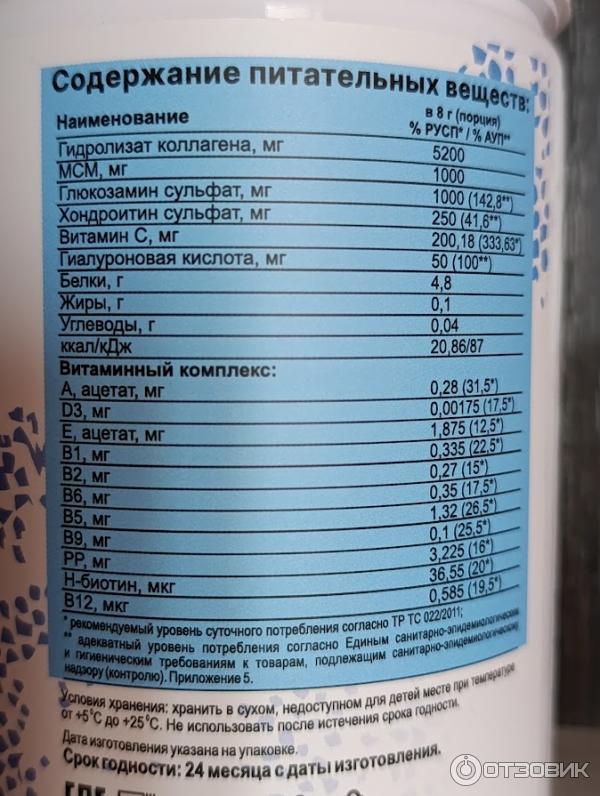 Содержание питательных веществ:
Наименование
в 8 г (порция)
% РУСП* / % АУП**
Гидролизат коллагена, мг 5200
МСМ, мг 1000
Глюкозамин сульфат, мг 1000 (142,8**)
Хондроитин сульфат, мг 250 (41,6**)
Витамин С, мг 200,18 (333,63*)
Гиалуроновая кислота, мг 50 (100**)
Белки, г 4,8
Жиры, г 0,1
Углеводы, г 0,04
ккал/кДж 20,86/87
Витаминный комплекс:
А, ацетат, мг 0,28 (31,5*)
D3, мг 0,00175 (17,5*)
Е, ацетат, мг 1,875 (12,5*)
В1, мг 0,335 (22,5*)
В2, мг 0,27 (15*)
В6, мг 0,35 (17,5*)
В5, мг 1,32 (26,5*)
В9, мг 0,1 (25,5*)
РР, мг 3,225 (16*)
Н-биотин, мкг 36,55 (20*)
В12, мкг 0,585 (19,5*)
* рекомендуемый уровень суточного потребления согласно ТР ТС 022/2011;
** адекватный уровень потребления согласно Единым санитарно-эпидемиологическим
и гигиеническим требованиям к товарам, подлежащим санитарно-эпидемиологическому
надзору (контролю). Приложение 5.
Условия хранения: хранить в сухом, недоступном для детей месте при температуре
от +5°С до +25°С. Не использовать после истечения срока годности.
Дата изготовления указана на упаковке.
Срок годности: 24 месяца с даты изготовления.
ОТЗОВИК